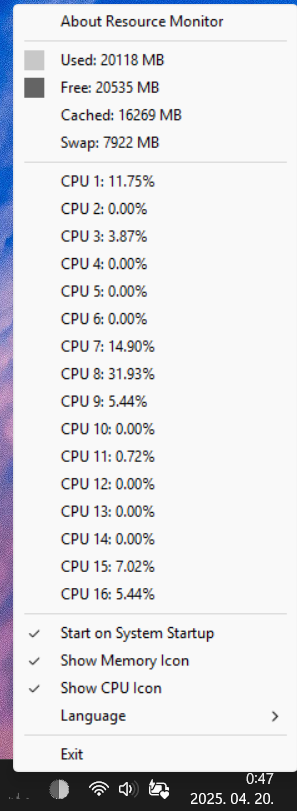 About Resource Monitor
Used: 20118 MB
Free: 20535 MB
Cached: 16269 MB
Swap: 7922 MB
CPU 1: 11.75%
CPU 2: 0.00%
CPU 3: 3.87%
CPU 4: 0.00%
CPU 5: 0.00%
CPU 6: 0.00%
CPU 7: 14.90%
CPU 8: 31.93%
CPU 9: 5.44%
CPU 10: 0.00%
CPU 11: 0.72%
CPU 12: 0.00%
CPU 13: 0.00%
CPU 14: 0.00%
CPU 15: 7.02%
CPU 16: 5.44%
Start on System Startup
Show Memory Icon
Show CPU Icon
Language
Exit
0:47
2025. 04. 20.